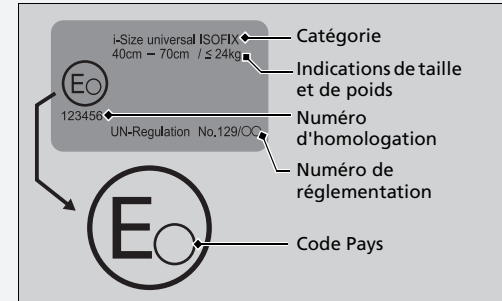 i-Size universal ISOFIX
40cm – 70cm / ≤ 24kg
E
123456
UN-Regulation No.129/○○
E
Catégorie
Indications de taille
et de poids
Numéro
d'homologation
Numéro de
réglementation
Code Pays